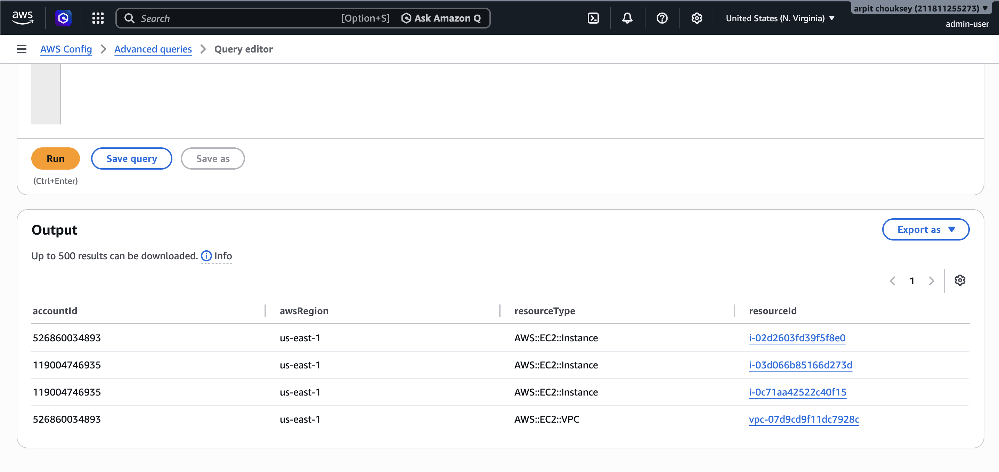 aws
Search [Option+S] Ask Amazon Q
United States (N. Virginia) ▼
arpit chouksey (211811255273) ▼
admin-user
AWS Config > Advanced queries > Query editor
Run
Save query
Save as
(Ctrl+Enter)
Output
Export as ▼
Up to 500 results can be downloaded. Info
1
accountId awsRegion resourceType resourceId
526860034893 us-east-1 AWS::EC2::Instance i-02d2603fd39f5f8e0
119004746935 us-east-1 AWS::EC2::Instance i-03d066b85166d273d
119004746935 us-east-1 AWS::EC2::Instance i-0c71aa42522c40f15
526860034893 us-east-1 AWS::EC2::VPC vpc-07d9cd9f11dc7928c